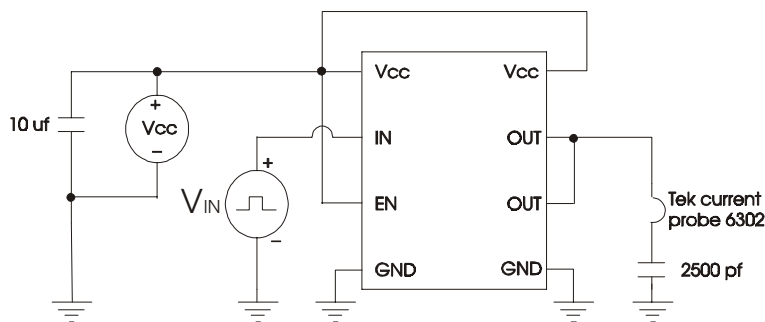 Vcc Vcc
10 uf
+
Vcc
-
IN OUT
+
VIN
-
EN OUT
Tek current
probe 6302
GND GND
2500 pf